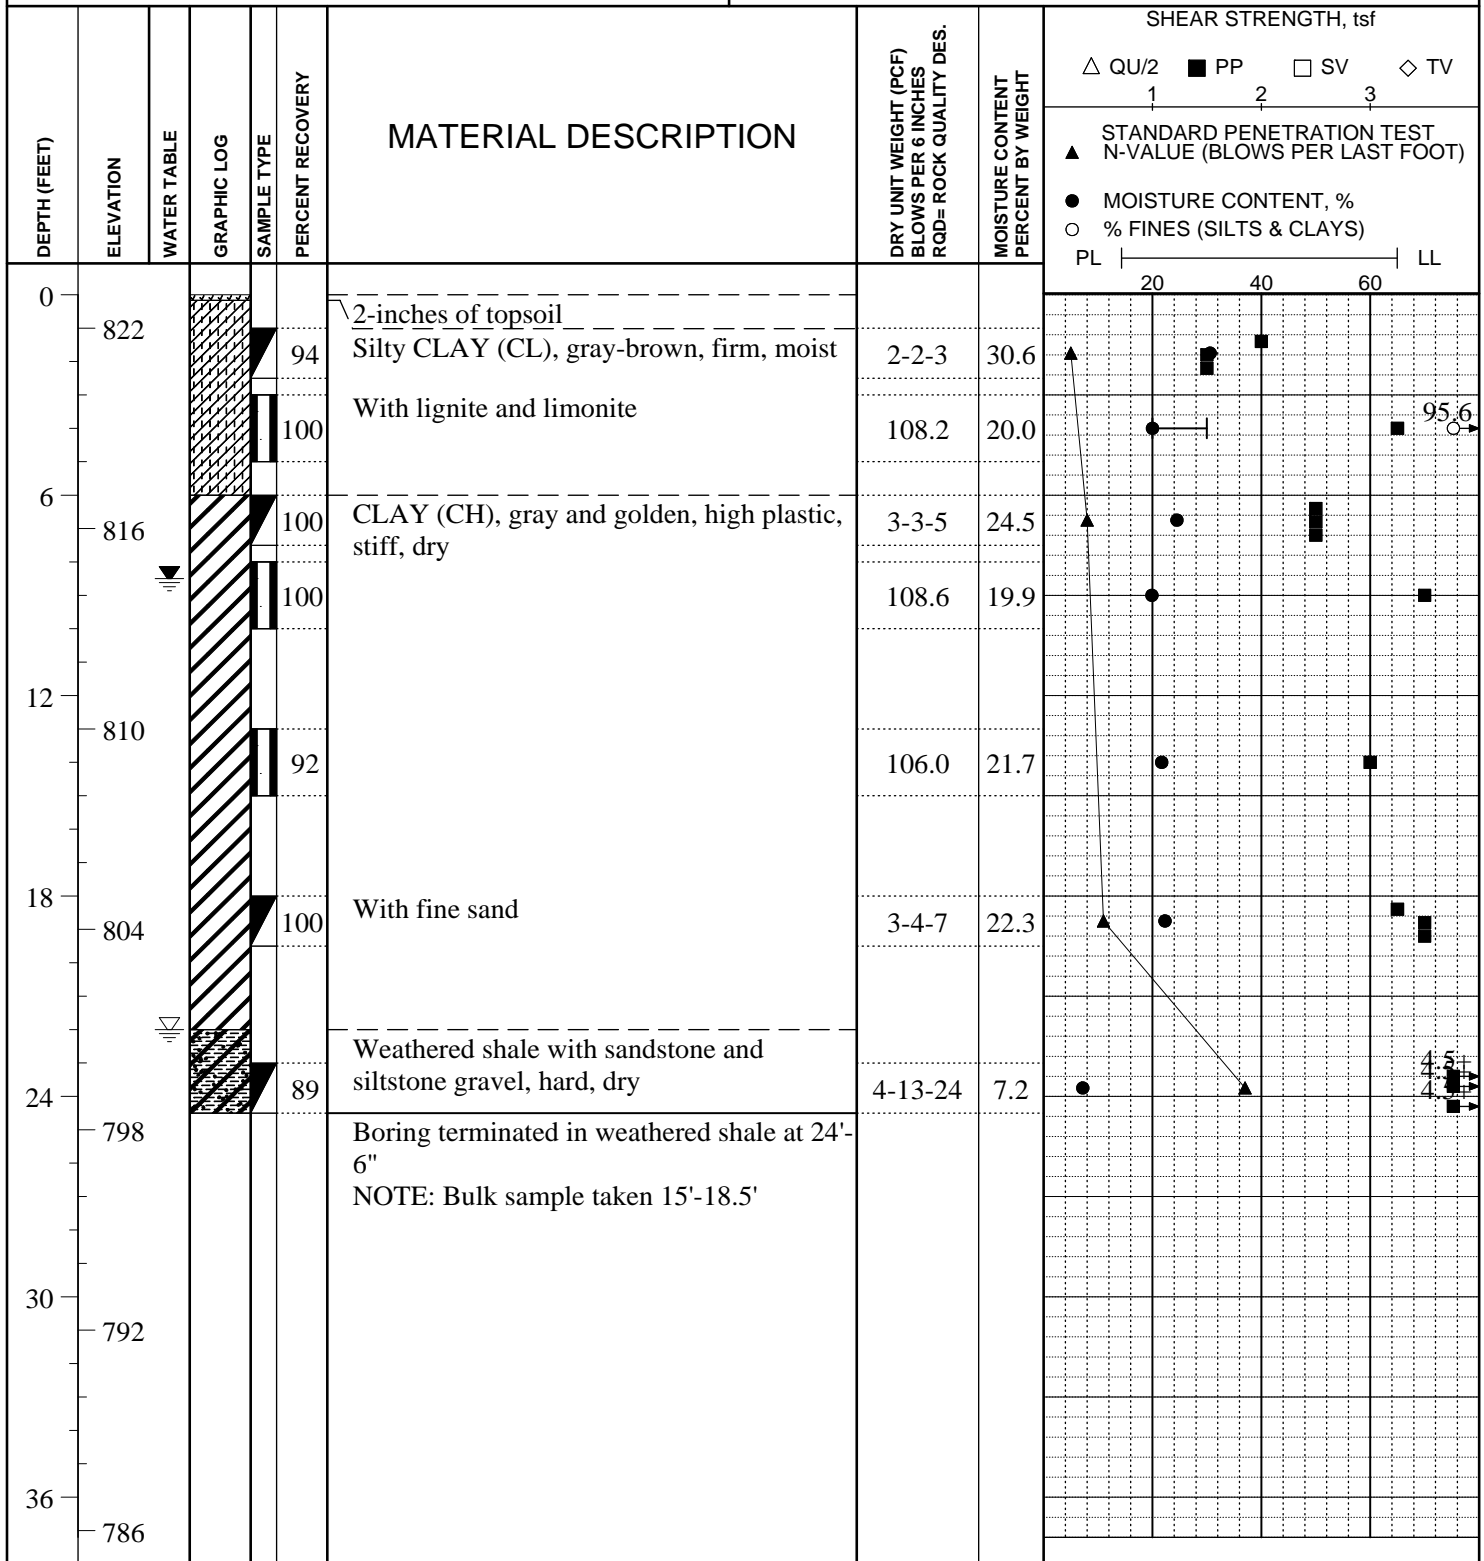 SHEAR STRENGTH, tsf
QU/2 PP SV TV
1 2 3
STANDARD PENETRATION TEST
N-VALUE (BLOWS PER LAST FOOT)
MOISTURE CONTENT, %
% FINES (SILTS & CLAYS)
PL LL
20 40 60
DEPTH (FEET)
ELEVATION
WATER TABLE
GRAPHIC LOG
SAMPLE TYPE
PERCENT RECOVERY
MATERIAL DESCRIPTION
DRY UNIT WEIGHT (PCF)
BLOWS PER 6 INCHES
RQD= ROCK QUALITY DES.
MOISTURE CONTENT
PERCENT BY WEIGHT
0
2-inches of topsoil
822
94 Silty CLAY (CL), gray-brown, firm, moist 2-2-3 30.6
With lignite and limonite
100 108.2 20.0 95.6
6
816 100 CLAY (CH), gray and golden, high plastic, 3-3-5 24.5
stiff, dry
100 108.6 19.9
12
810
92 106.0 21.7
18
804 100 With fine sand 3-4-7 22.3
Weathered shale with sandstone and
siltstone gravel, hard, dry
24 89 4-13-24 7.2
4.5+
4.5+
798
Boring terminated in weathered shale at 24'-
6"
NOTE: Bulk sample taken 15'-18.5'
30
792
36
786